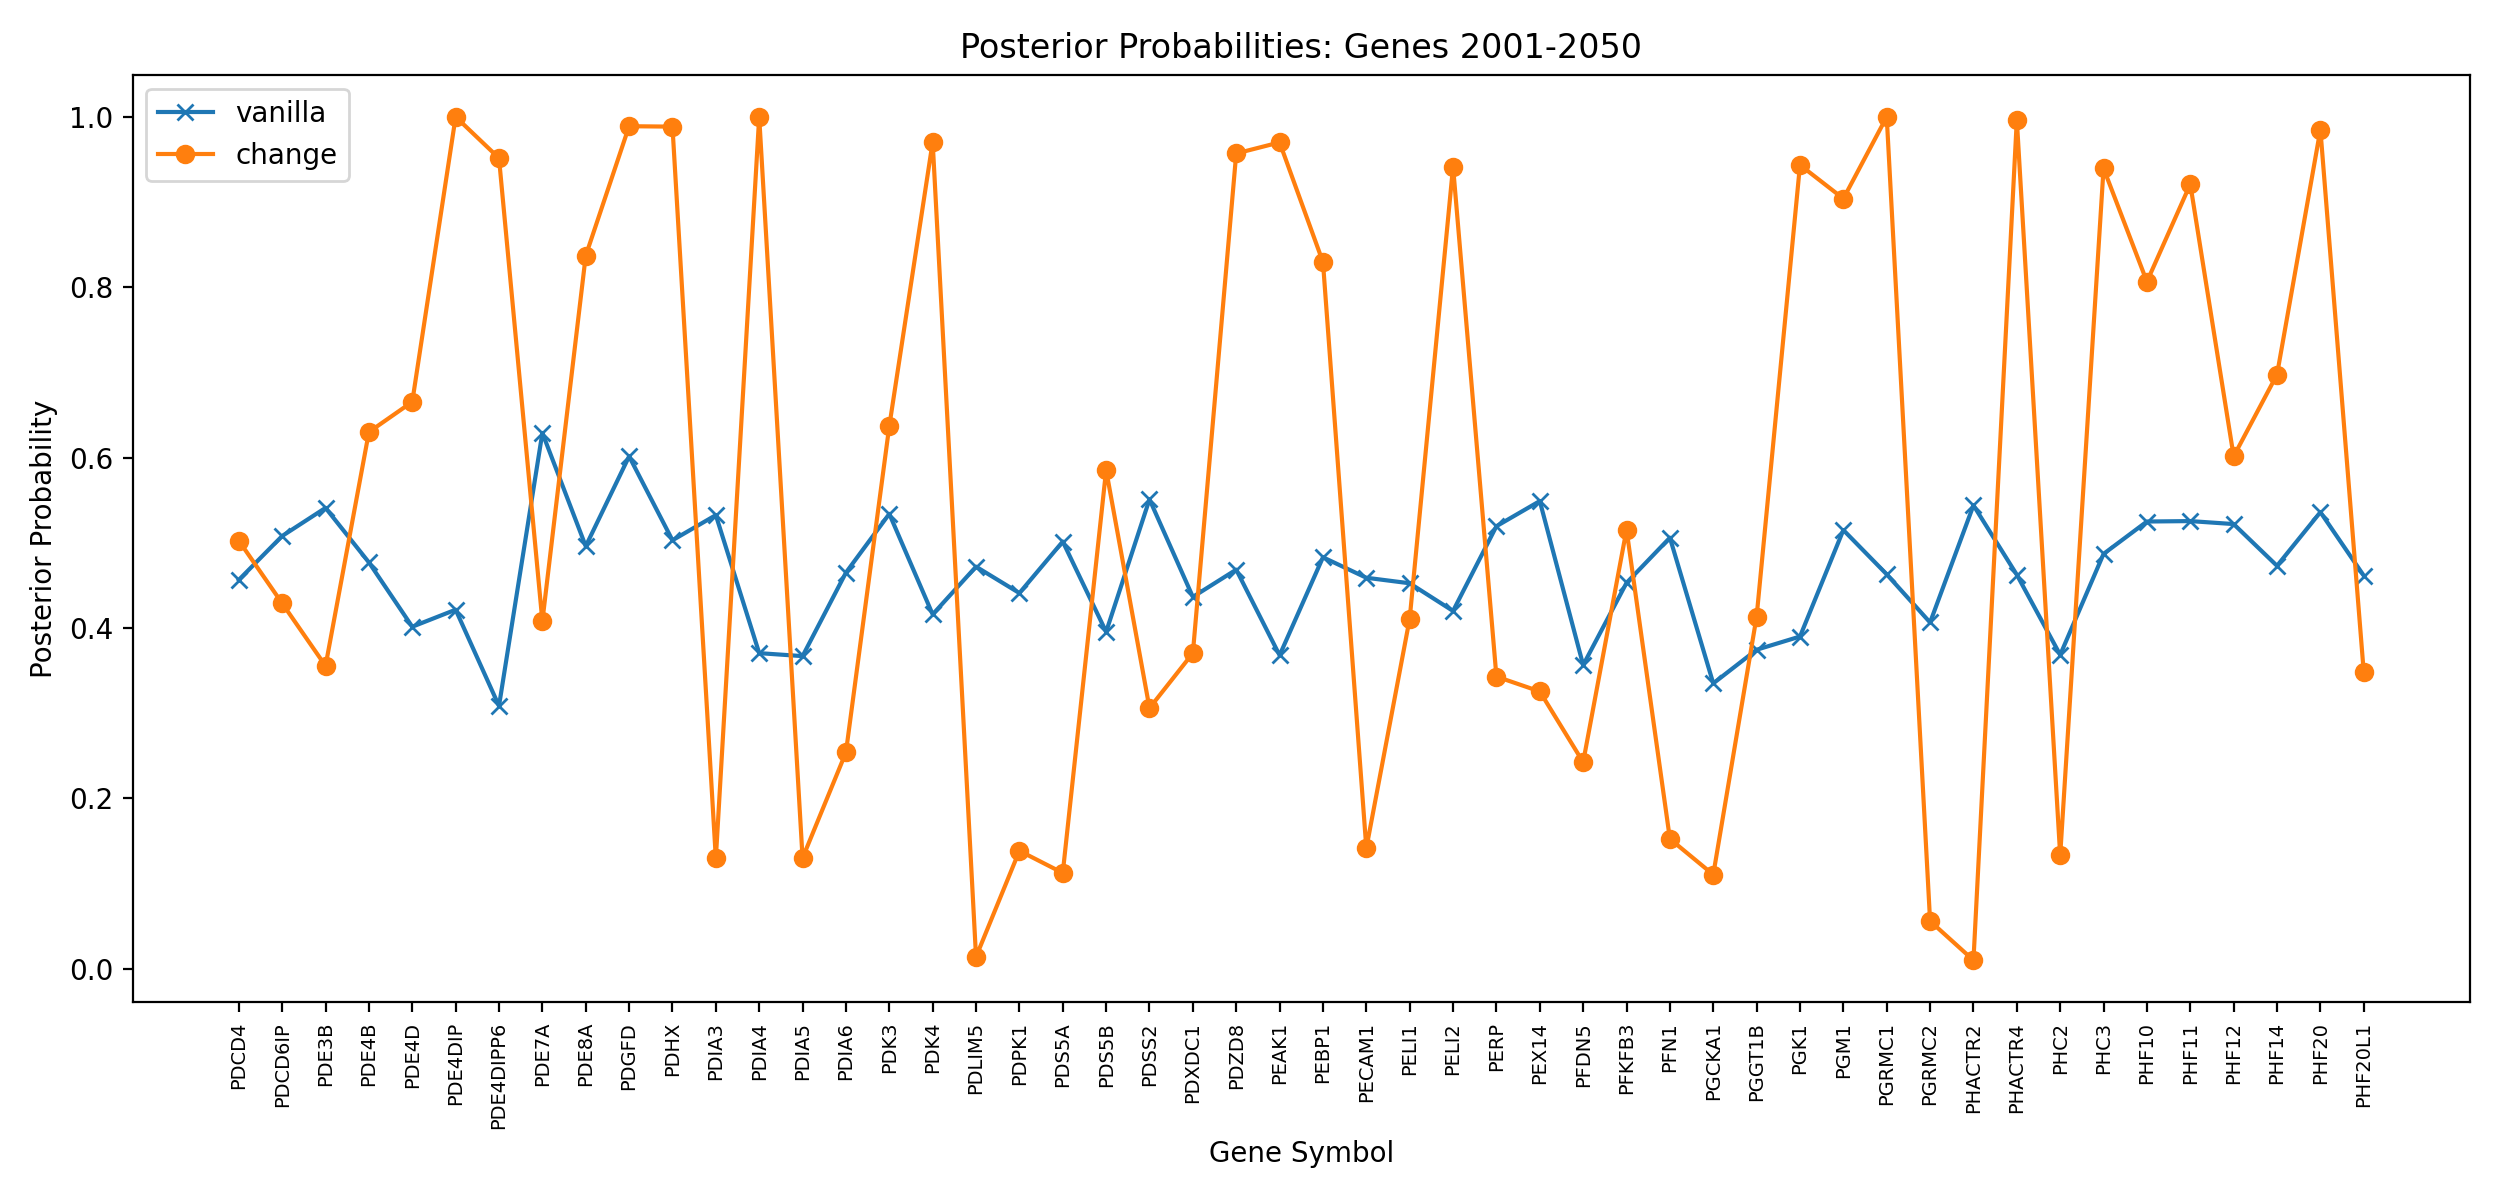 Posterior Probabilities: Genes 2001-2050
vanilla
change
Posterior Probability
1.0
0.8
0.6
0.4
0.2
0.0
PDCD4
PDCD6IP
PDE3B
PDE4B
PDE4D
PDE4DIP
PDE4DIPP6
PDE7A
PDE8A
PDGFD
PDHX
PDIA3
PDIA4
PDIA5
PDIA6
PDK3
PDK4
PDLIM5
PDPK1
PDS5A
PDS5B
PDSS2
PDXDC1
PDZD8
PEAK1
PEBP1
PECAM1
PELI1
PELI2
PERP
PEX14
PFDN5
PFKFB3
PFN1
PGCKA1
PGGT1B
PGK1
PGM1
PGRMC1
PGRMC2
PHACTR2
PHACTR4
PHC2
PHC3
PHF10
PHF11
PHF12
PHF14
PHF20
PHF20L1
Gene Symbol